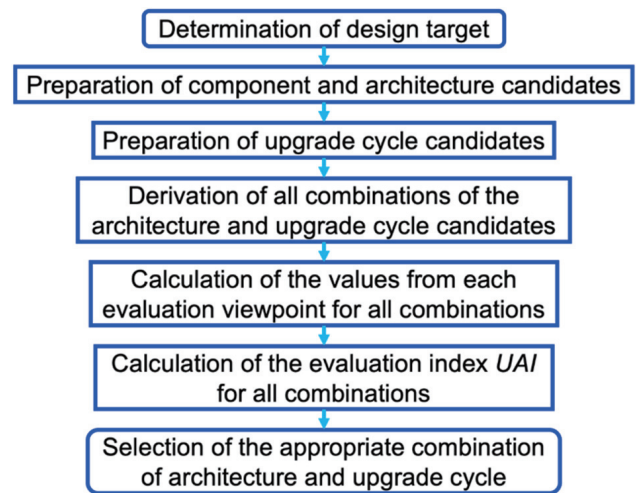 Determination of design target
Preparation of component and architecture candidates
Preparation of upgrade cycle candidates
Derivation of all combinations of the
architecture and upgrade cycle candidates
Calculation of the values from each
evaluation viewpoint for all combinations
Calculation of the evaluation index UAI
for all combinations
Selection of the appropriate combination
of architecture and upgrade cycle